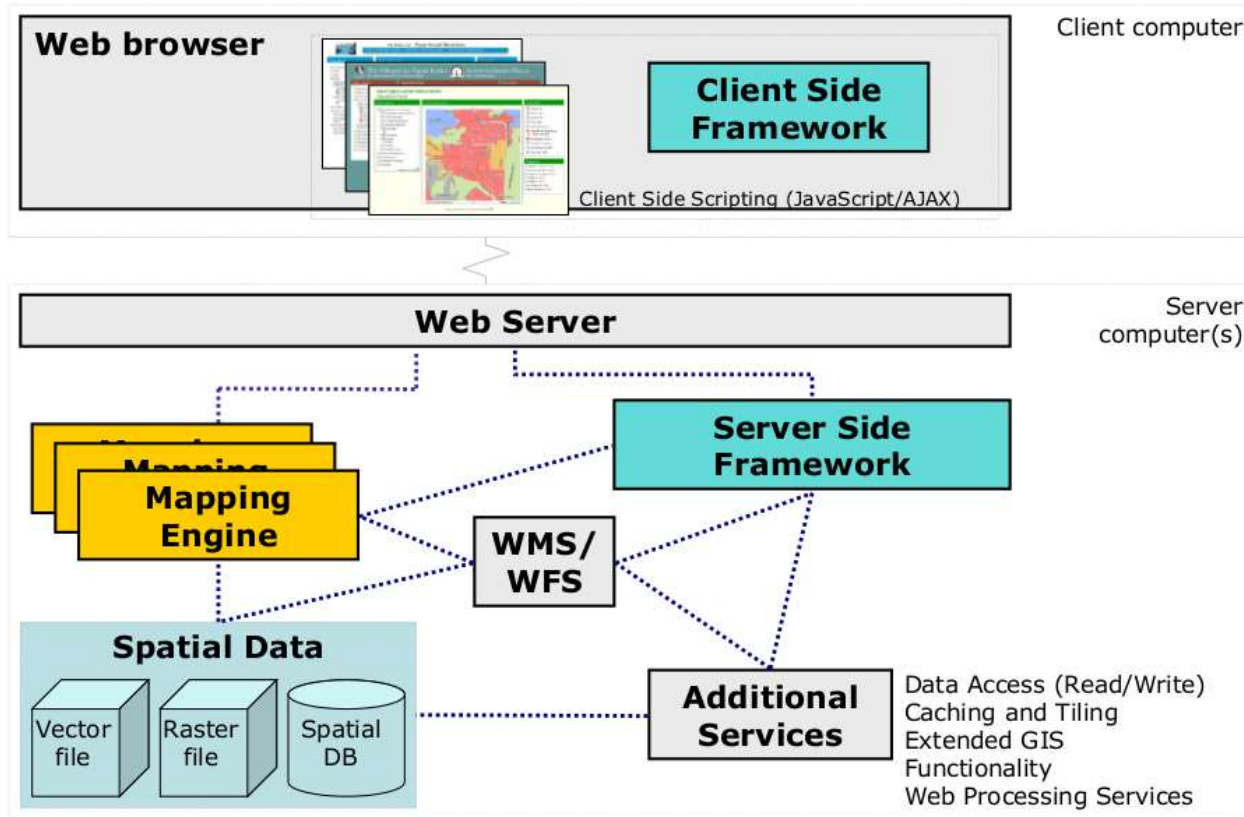 Web browser
Client computer
Client Side
Framework
Client Side Scripting (JavaScript/AJAX)
Web Server
Server
computer(s)
Mapping
Mapping
Engine
Server Side
Framework
WMS/
WFS
Spatial Data
Vector
file
Raster
file
Spatial
DB
Additional
Services
Data Access (Read/Write)
Caching and Tiling
Extended GIS
Functionality
Web Processing Services